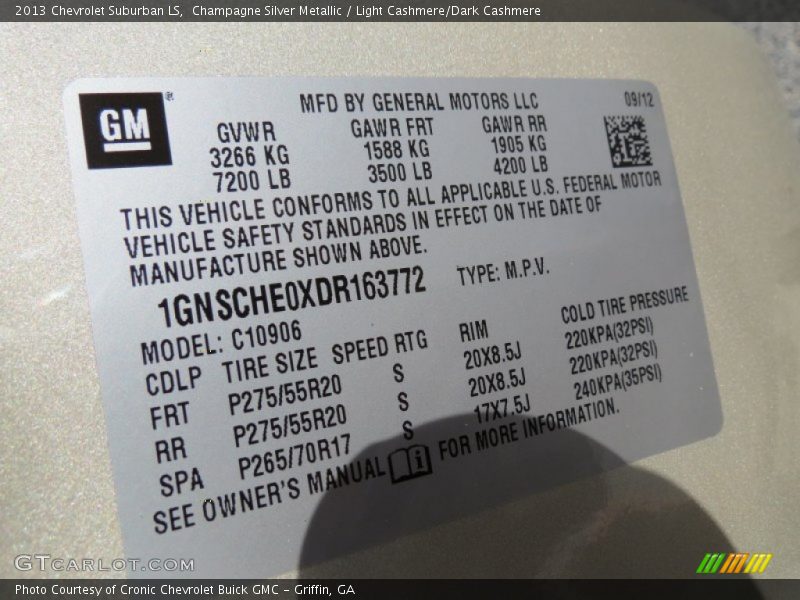 2013 Chevrolet Suburban LS, Champagne Silver Metallic / Light Cashmere/Dark Cashmere
GM®
MFD BY GENERAL MOTORS LLC 09/12
GVWR GAWR FRT GAWR RR
3266 KG 1588 KG 1905 KG
7200 LB 3500 LB 4200 LB
THIS VEHICLE CONFORMS TO ALL APPLICABLE U.S. FEDERAL MOTOR
VEHICLE SAFETY STANDARDS IN EFFECT ON THE DATE OF
MANUFACTURE SHOWN ABOVE.
1GNSCHE0XDR163772 TYPE: M.P.V.
MODEL: C10906
CDLP TIRE SIZE SPEED RTG RIM COLD TIRE PRESSURE
FRT P275/55R20 S 20X8.5J 220KPA(32PSI)
RR P275/55R20 S 20X8.5J 220KPA(32PSI)
SPA P265/70R17 S 17X7.5J 240KPA(35PSI)
SEE OWNER'S MANUAL i FOR MORE INFORMATION.
GTCARLOT.COM
Photo Courtesy of Cronic Chevrolet Buick GMC – Griffin, GA